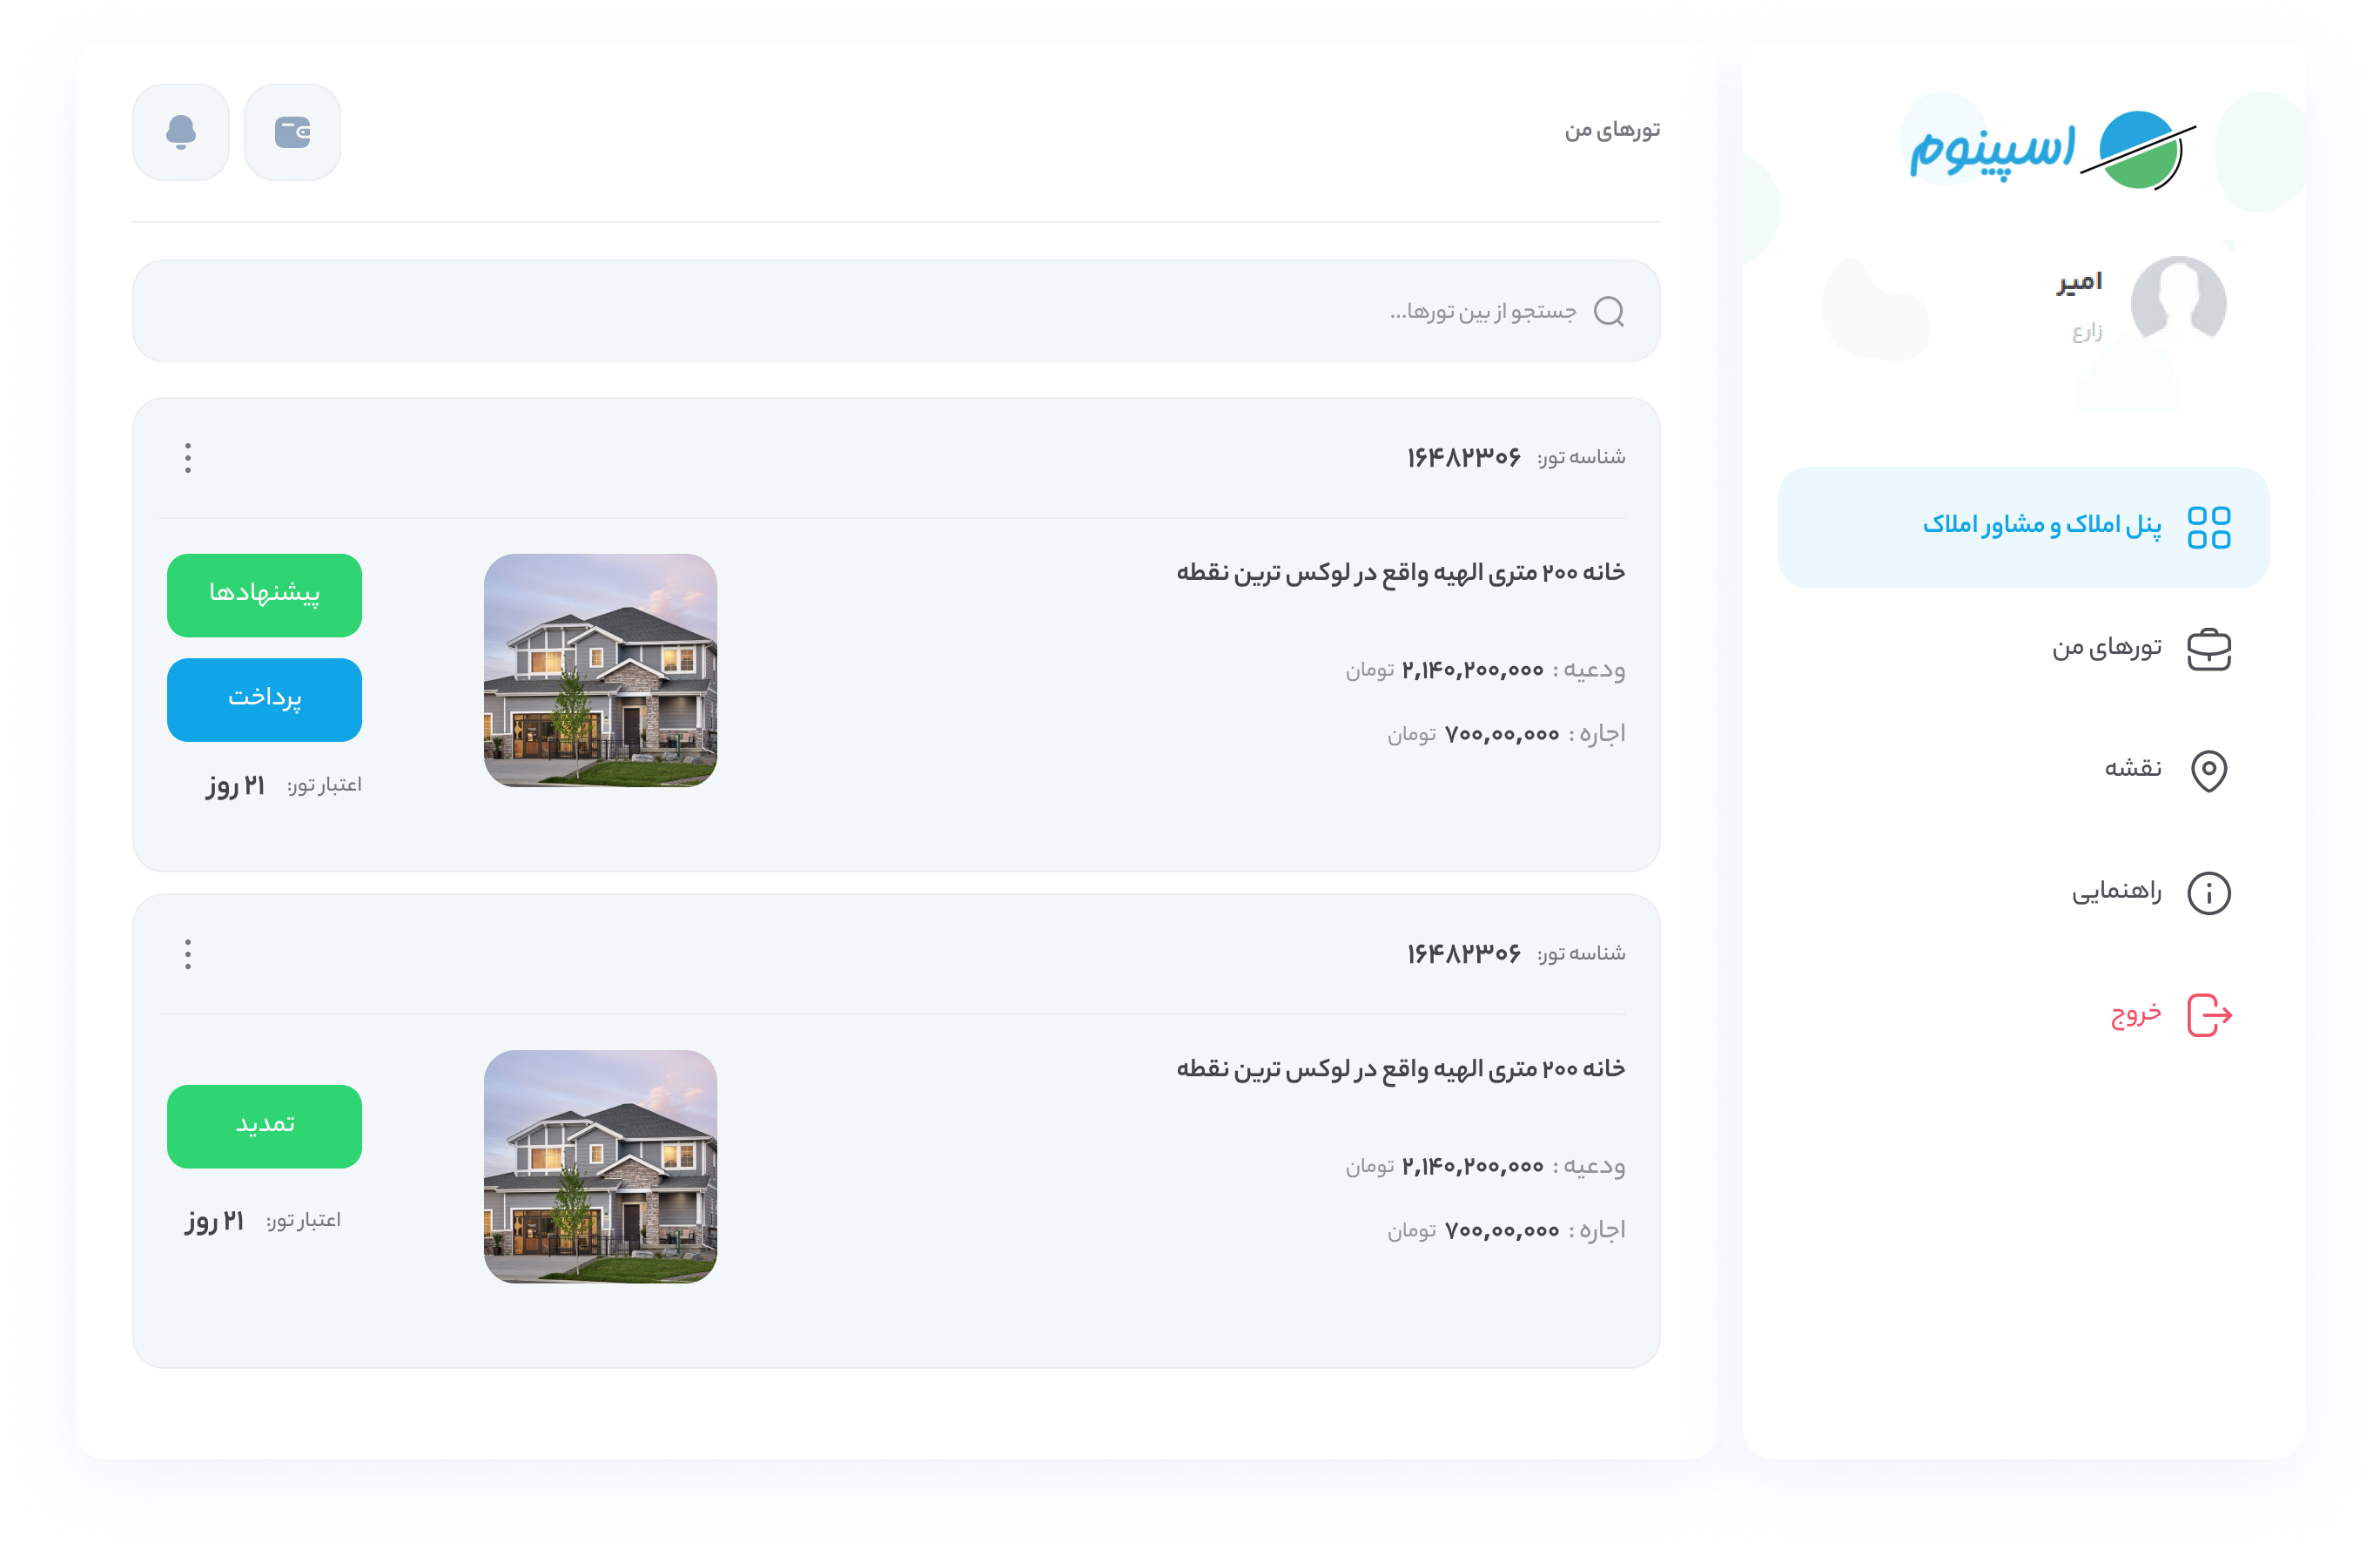 اسپینوم
امیر
زارع
پنل املاک و مشاور املاک
تورهای من
نقشه
راهنمایی
خروج
تورهای من
جستجو از بین تورها...
شناسه تور: ۱۶۴۸۲۳۰۶
خانه ۲۰۰ متری الهیه واقع در لوکس ترین نقطه
ودعیه : ۲,۱۴۰,۲۰۰,۰۰۰ تومان
اجاره : ۷۰۰,۰۰,۰۰۰ تومان
پیشنهادها
پرداخت
اعتبار تور: ۲۱ روز
شناسه تور: ۱۶۴۸۲۳۰۶
خانه ۲۰۰ متری الهیه واقع در لوکس ترین نقطه
ودعیه : ۲,۱۴۰,۲۰۰,۰۰۰ تومان
اجاره : ۷۰۰,۰۰,۰۰۰ تومان
تمدید
اعتبار تور: ۲۱ روز